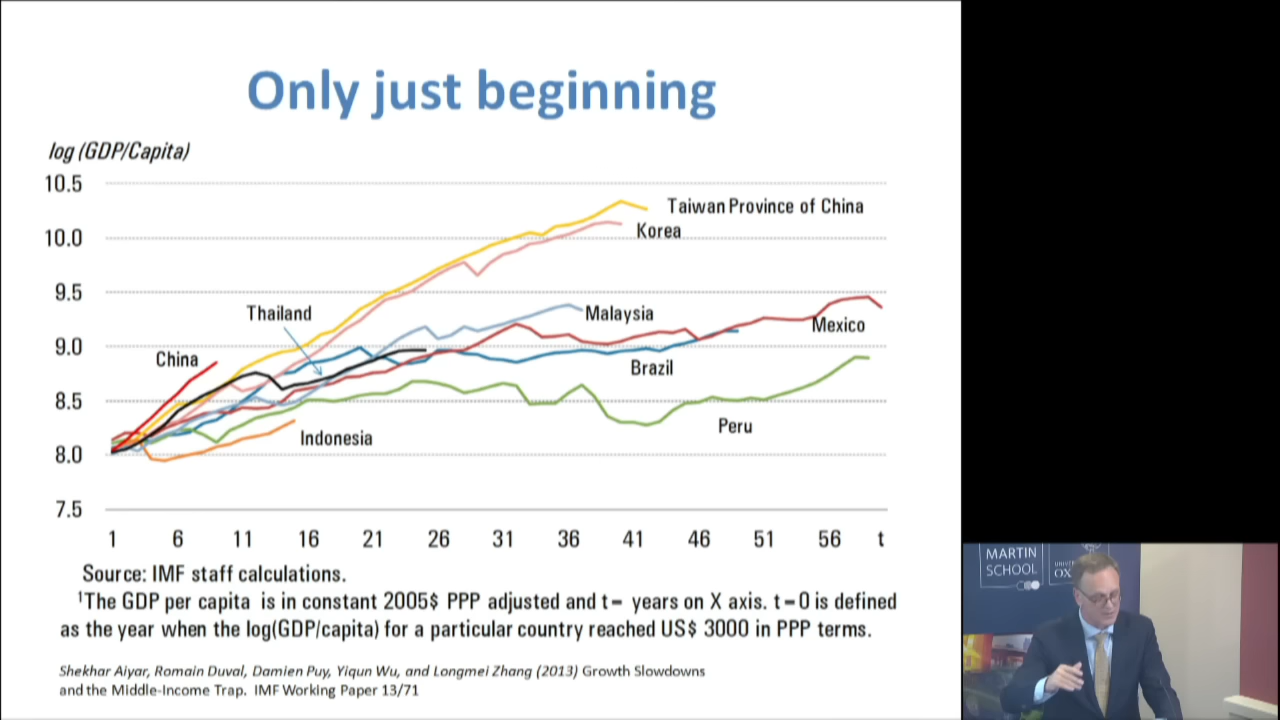 Only just beginning
log (GDP/Capita)
10.5
10.0
9.5
9.0
8.5
8.0
7.5
Taiwan Province of China
Korea
Thailand
Malaysia
Mexico
China
Brazil
Peru
Indonesia
1 6 11 16 21 26 31 36 41 46 51 56 t
Source: IMF staff calculations.
¹The GDP per capita is in constant 2005$ PPP adjusted and t= years on X axis. t=0 is defined
as the year when the log(GDP/capita) for a particular country reached US$ 3000 in PPP terms.
Shekhar Aiyar, Romain Duval, Damien Puy, Yiqun Wu, and Longmei Zhang (2013) Growth Slowdowns
and the Middle-Income Trap. IMF Working Paper 13/71
MARTIN
SCHOOL